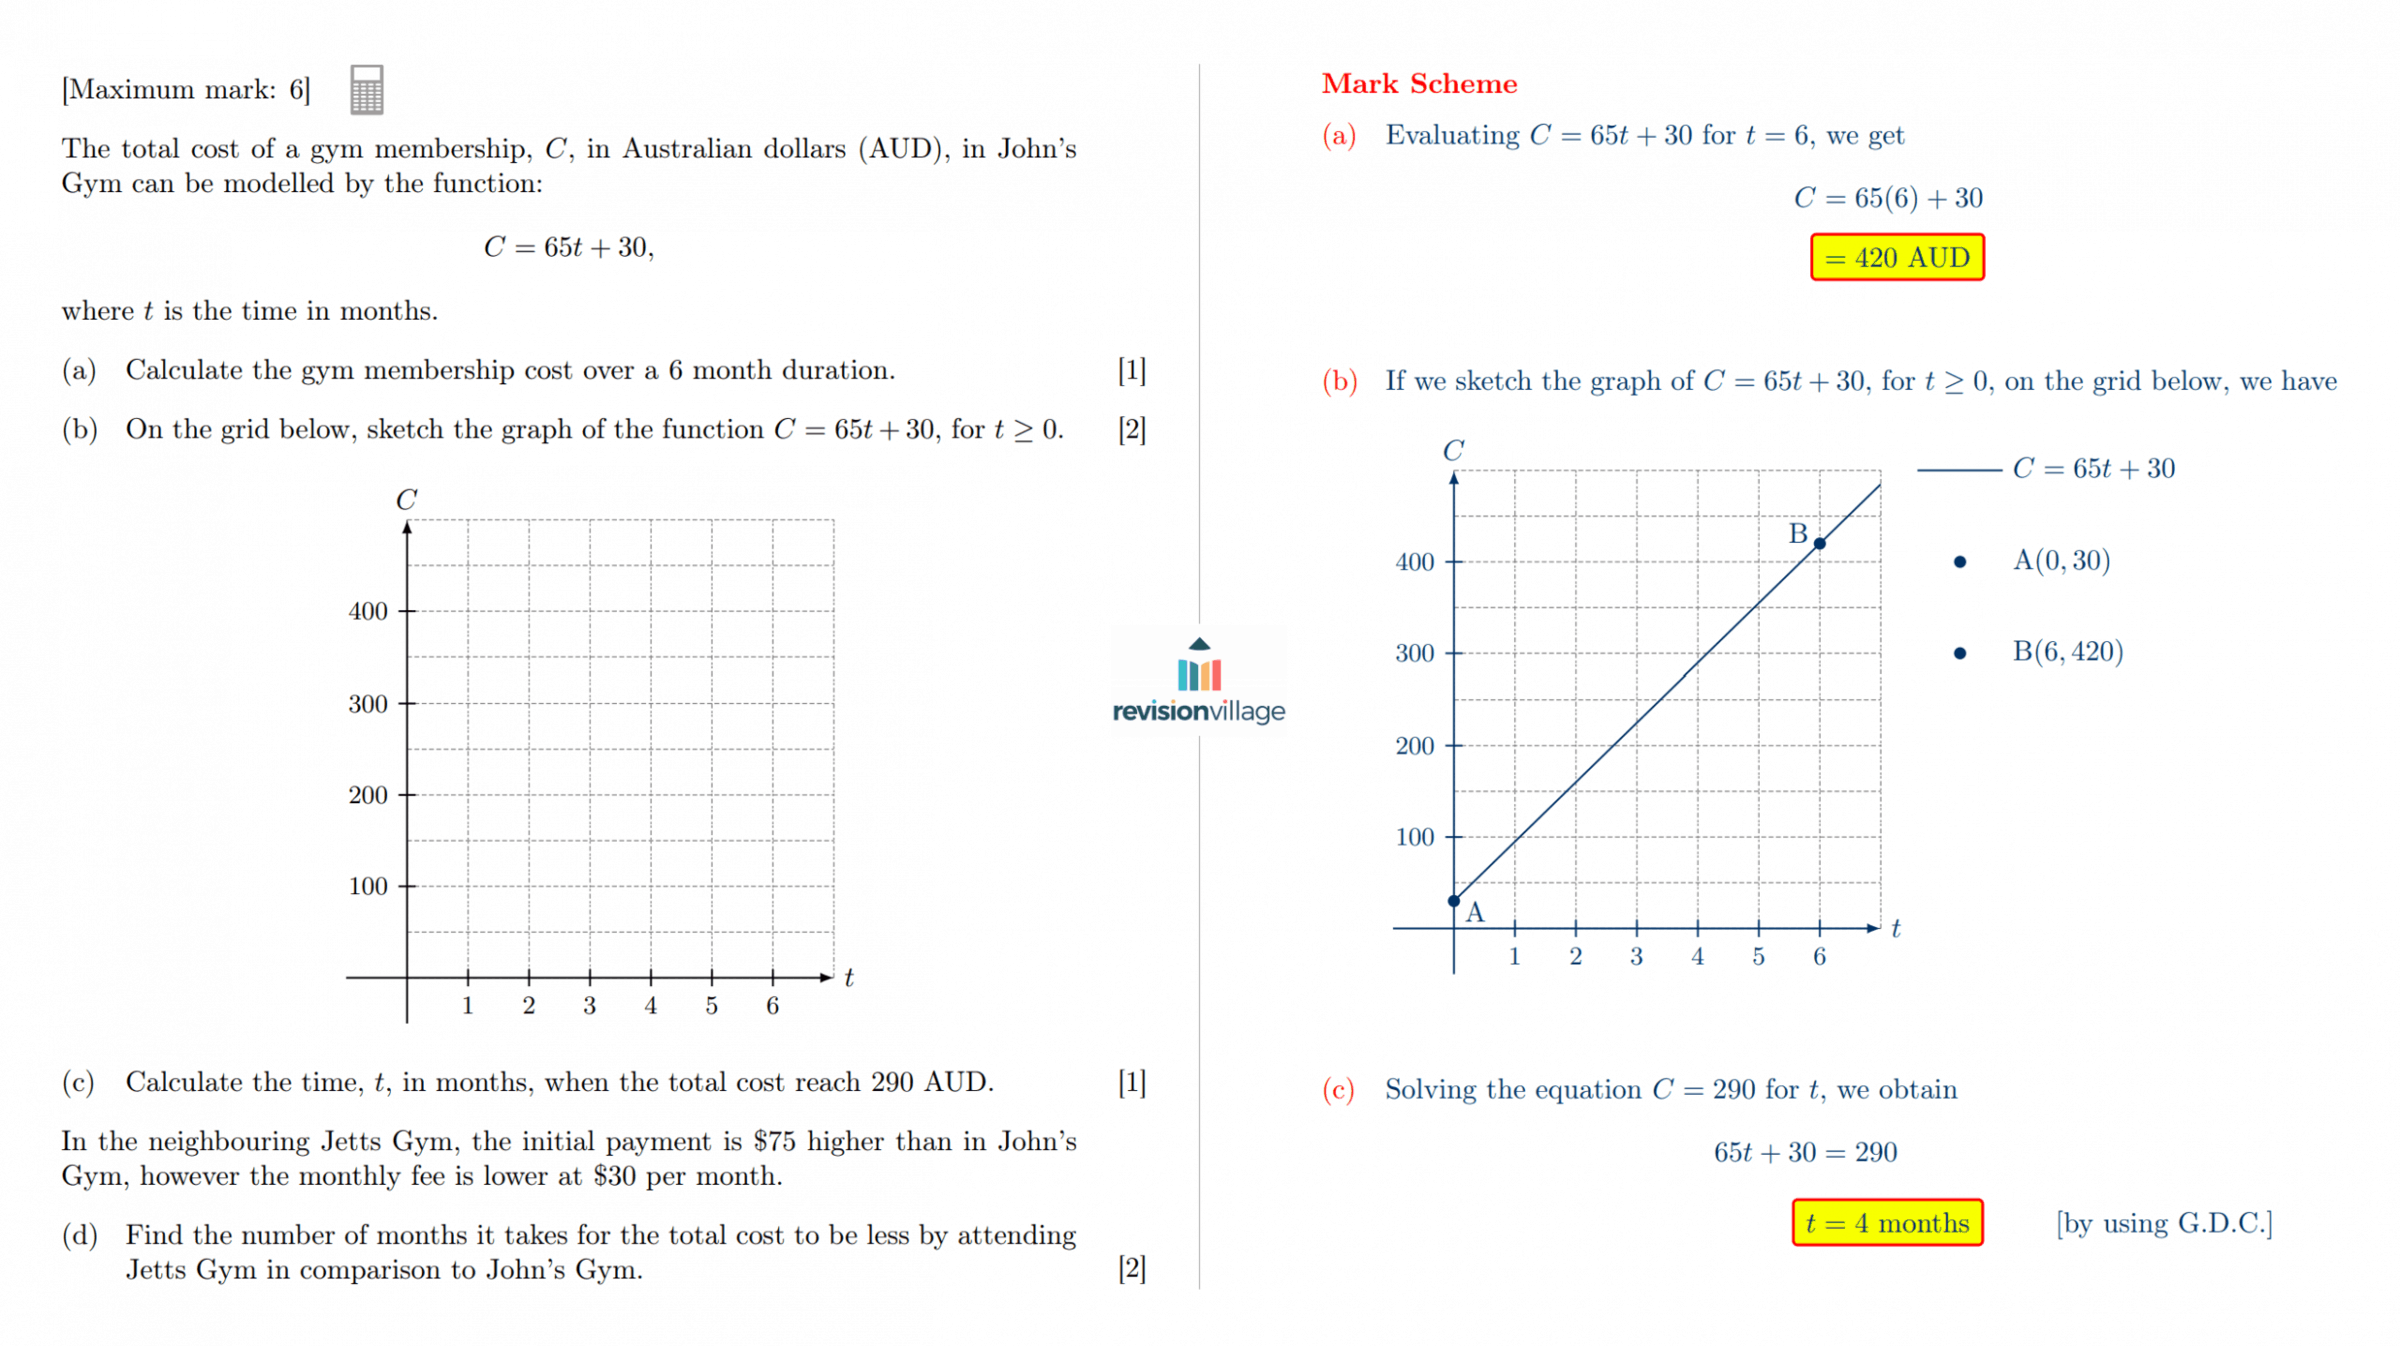 [Maximum mark: 6]
The total cost of a gym membership, C, in Australian dollars (AUD), in John's
Gym can be modelled by the function:
C = 65t + 30,
where t is the time in months.
(a) Calculate the gym membership cost over a 6 month duration. [1]
(b) On the grid below, sketch the graph of the function C = 65t + 30, for t ≥ 0. [2]
C
400
300
200
100
t
1 2 3 4 5 6
(c) Calculate the time, t, in months, when the total cost reach 290 AUD. [1]
In the neighbouring Jetts Gym, the initial payment is $75 higher than in John's
Gym, however the monthly fee is lower at $30 per month.
(d) Find the number of months it takes for the total cost to be less by attending
Jetts Gym in comparison to John's Gym. [2]
revisionvillage
Mark Scheme
(a) Evaluating C = 65t + 30 for t = 6, we get
C = 65(6) + 30
= 420 AUD
(b) If we sketch the graph of C = 65t + 30, for t ≥ 0, on the grid below, we have
C
C = 65t + 30
B
400
A(0, 30)
300
B(6, 420)
200
100
A
t
1 2 3 4 5 6
(c) Solving the equation C = 290 for t, we obtain
65t + 30 = 290
t = 4 months [by using G.D.C.]